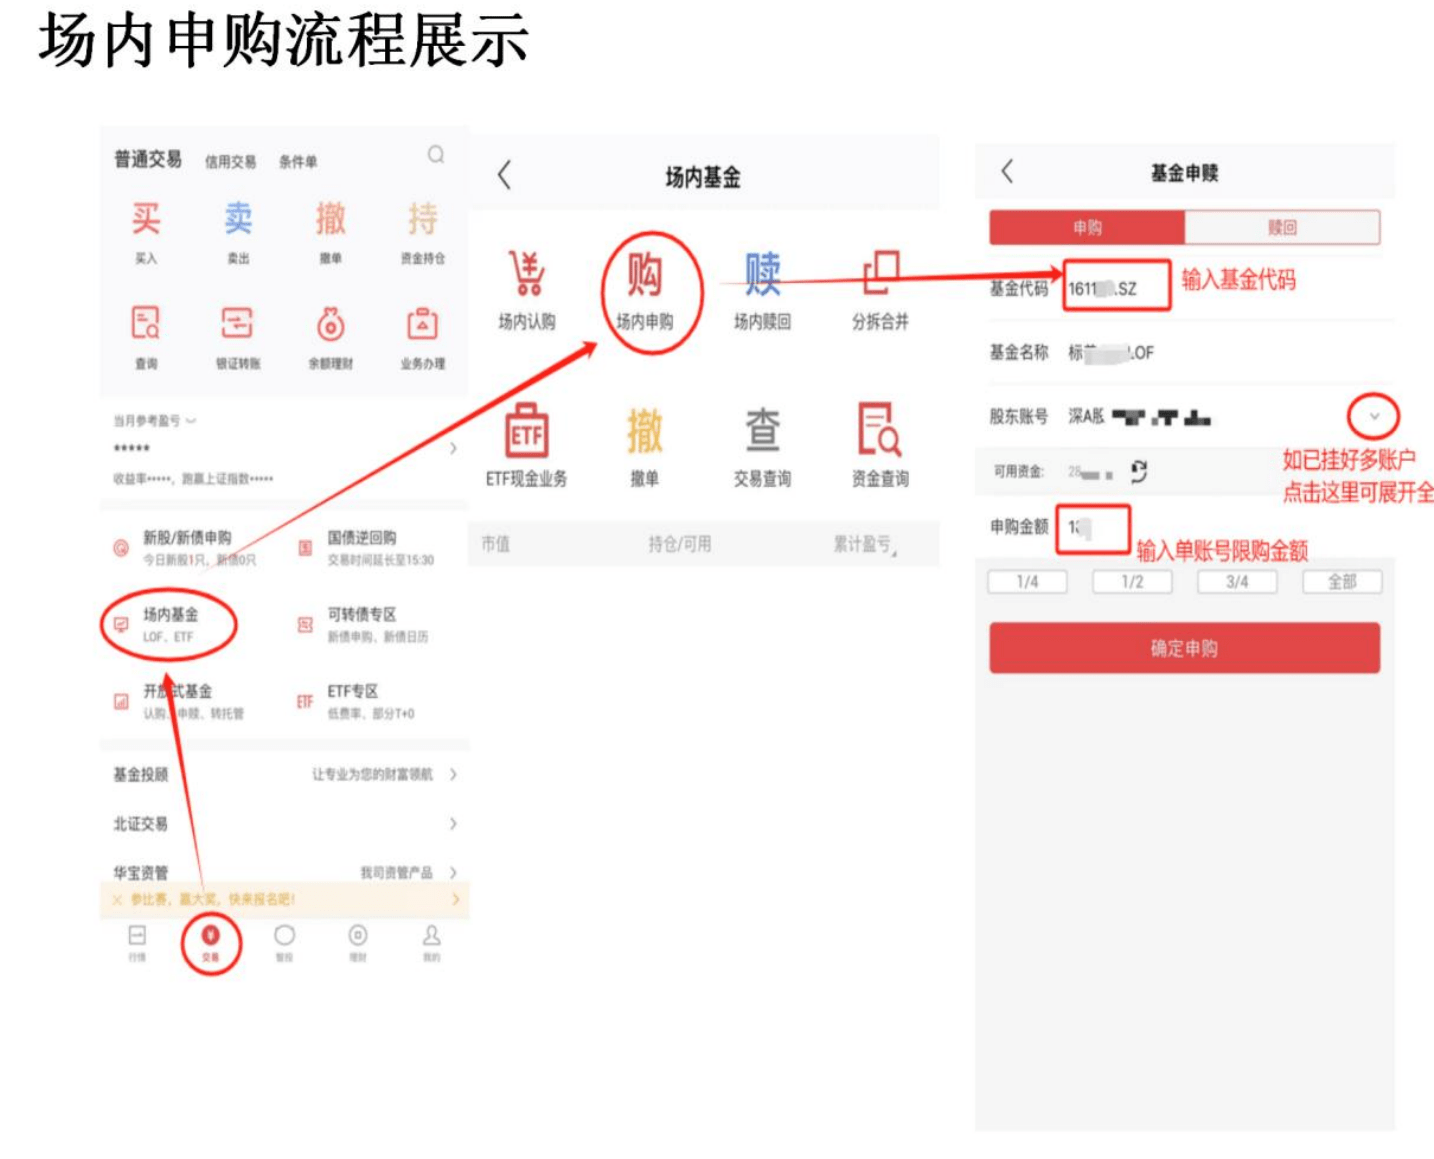 场内申购流程展示
普通交易 信用交易 条件单
买 卖 撤 持
买入 卖出 撤单 资金持仓
查询 银证转账 余额理财 业务办理
当月参考盈亏
*****
收益率*****，跑赢上证指数*****
新股/新债申购 国债逆回购
今日新股1只，新债0只 交易时间延长至15:30
场内基金 可转债专区
LOF、ETF 新债申购、新债日历
开放式基金 ETF ETF专区
认购、申赎、转托管 低费率、部分T+0
基金投顾 让专业为您的财富领航
北证交易
华宝资管 我司资管产品
参比赛，赢大奖，快来报名吧！
行情 交易 智投 理财 我的
场内基金
购 赎
场内认购 场内申购 场内赎回 分拆合并
ETF 撤 查
ETF现金业务 撤单 交易查询 资金查询
市值 持仓/可用 累计盈亏
基金申赎
申购 赎回
基金代码 1611 .SZ 输入基金代码
基金名称 标 .OF
股东账号 深A
如已挂好多账户
点击这里可展开全
可用资金: 28
申购金额
输入单账号限购金额
1/4 1/2 3/4 全部
确定申购